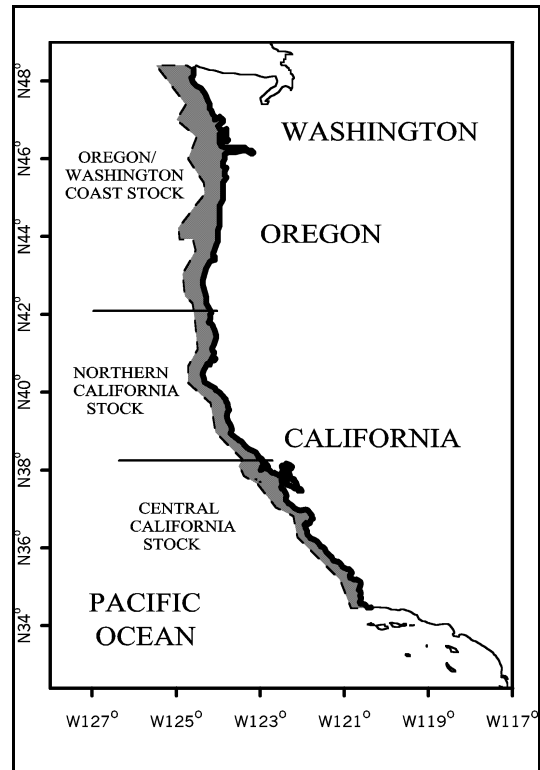 N48°
N46°
N44°
N42°
N40°
N38°
N36°
N34°
WASHINGTON
OREGON/
WASHINGTON
COAST STOCK
OREGON
NORTHERN
CALIFORNIA
STOCK
CALIFORNIA
CENTRAL
CALIFORNIA
STOCK
PACIFIC
OCEAN
W127° W125° W123° W121° W119° W117°